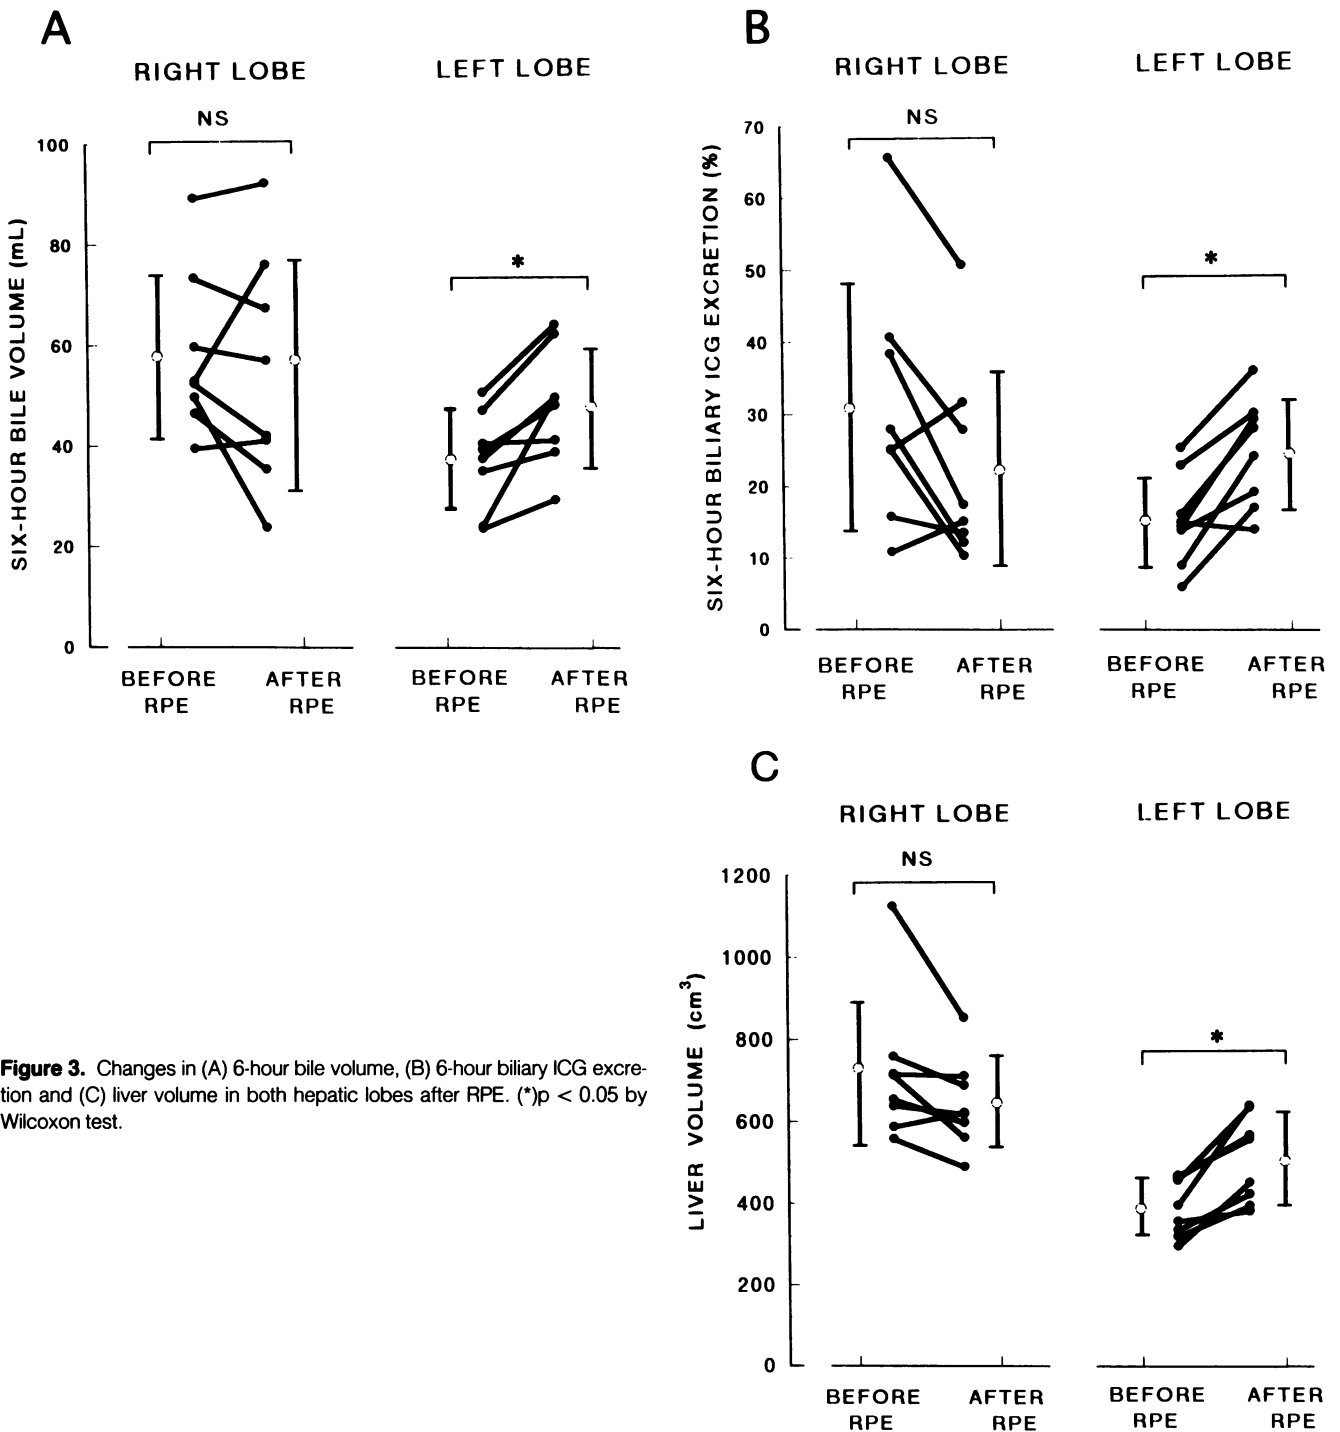 A
RIGHT LOBE
LEFT LOBE
NS
*
SIX-HOUR BILE VOLUME (mL)
100
80
60
40
20
0
BEFORE
RPE
AFTER
RPE
BEFORE
RPE
AFTER
RPE
B
RIGHT LOBE
LEFT LOBE
NS
*
SIX-HOUR BILIARY ICG EXCRETION (%)
70
60
50
40
30
20
10
0
BEFORE
RPE
AFTER
RPE
BEFORE
RPE
AFTER
RPE
C
RIGHT LOBE
LEFT LOBE
NS
*
LIVER VOLUME (cm³)
1200
1000
800
600
400
200
0
BEFORE
RPE
AFTER
RPE
BEFORE
RPE
AFTER
RPE
Figure 3. Changes in (A) 6-hour bile volume, (B) 6-hour biliary ICG excre-
tion and (C) liver volume in both hepatic lobes after RPE. (*)p < 0.05 by
Wilcoxon test.